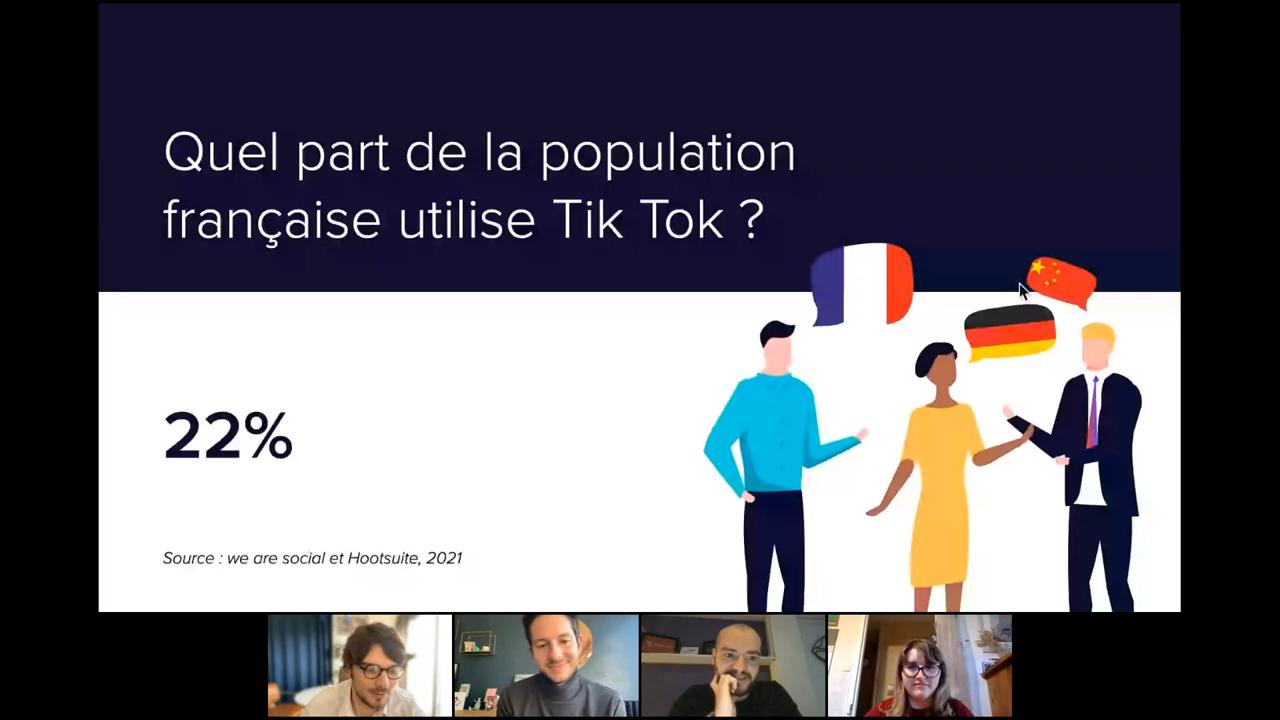 Quel part de la population
française utilise Tik Tok ?
22%
Source : we are social et Hootsuite, 2021